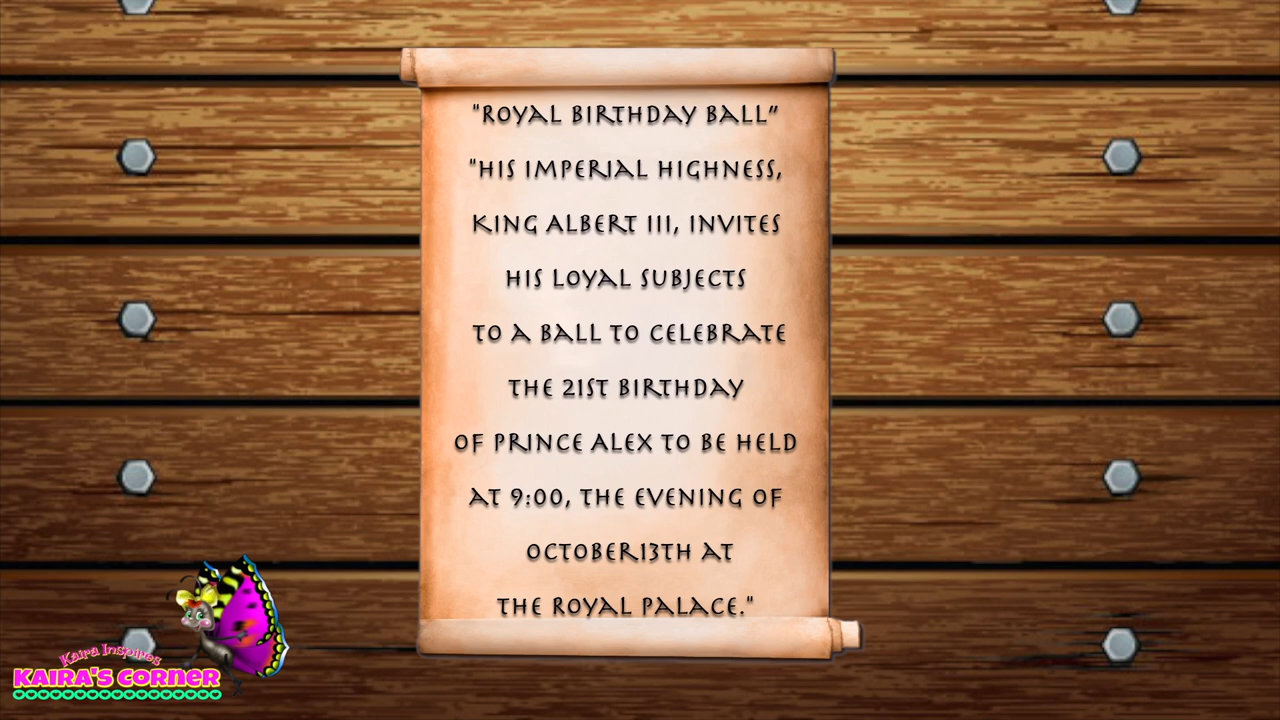 "ROYAL BIRTHDAY BALL”
"HIS IMPERIAL HIGHNESS,
KING ALBERT III, INVITES
HIS LOYAL SUBJECTS
TO A BALL TO CELEBRATE
THE 21ST BIRTHDAY
OF PRINCE ALEX TO BE HELD
AT 9:00, THE EVENING OF
OCTOBER13TH AT
THE ROYAL PALACE."
Kaira Inspires
KAIRA'S CORNER